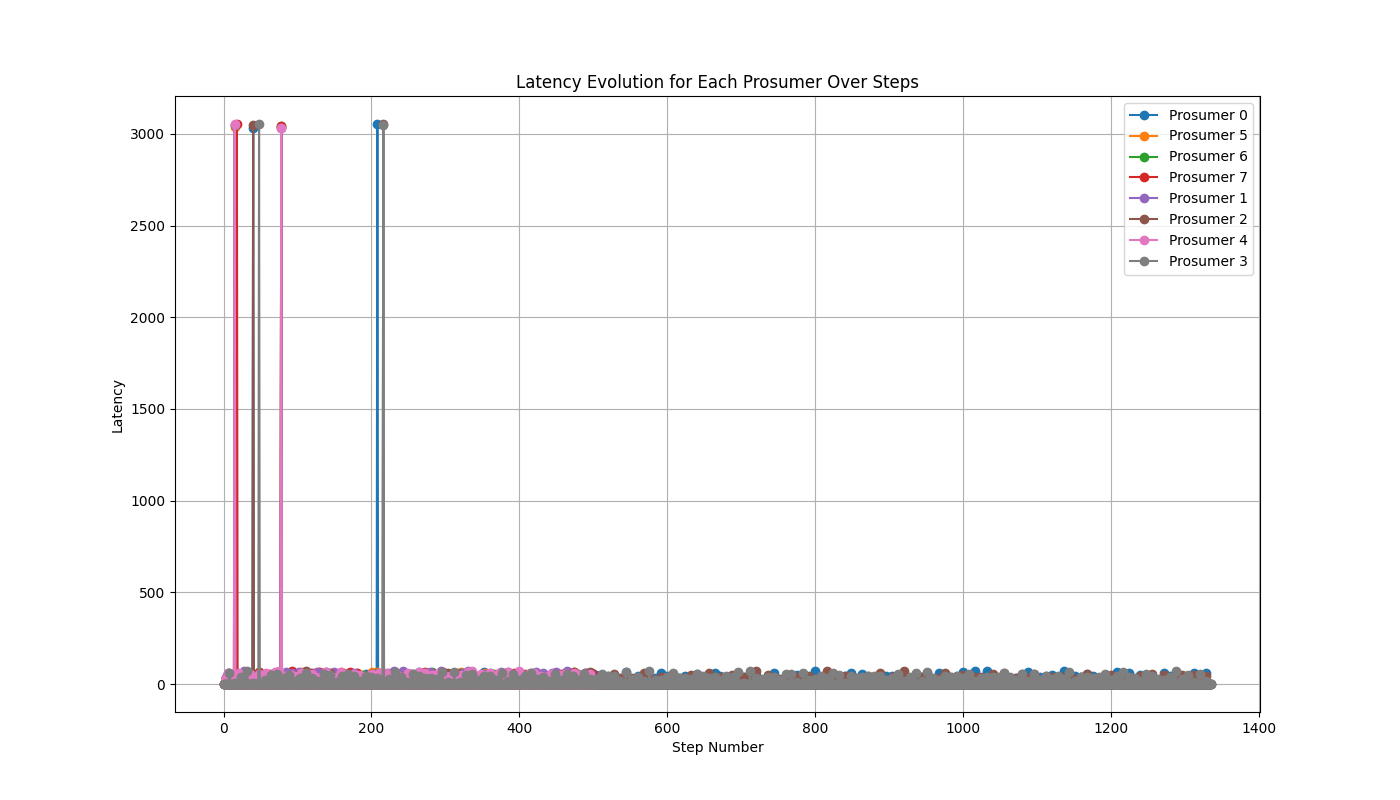 Latency Evolution for Each Prosumer Over Steps
3000
2500
2000
1500
1000
500
0
Latency
Prosumer 0
Prosumer 5
Prosumer 6
Prosumer 7
Prosumer 1
Prosumer 2
Prosumer 4
Prosumer 3
0
200
400
600
800
1000
1200
1400
Step Number